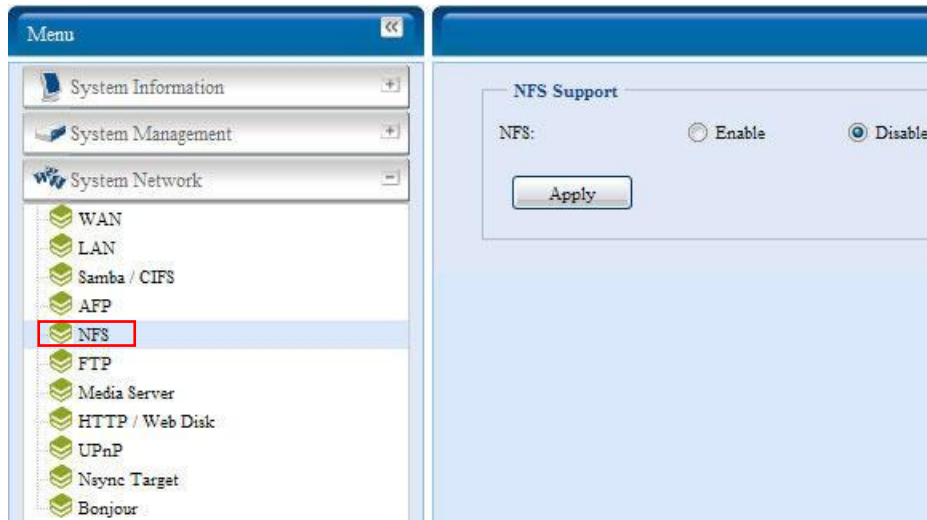 Menu
System Information
System Management
System Network
WAN
LAN
Samba / CIFS
AFP
NFS
FTP
Media Server
HTTP / Web Disk
UPnP
Nsync Target
Bonjour
NFS Support
NFS: Enable Disable
Apply